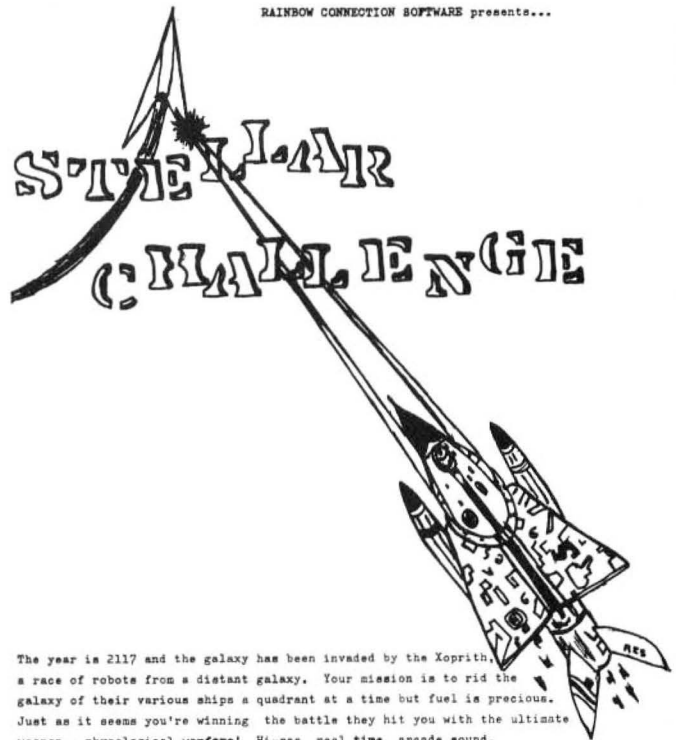 RAINBOW CONNECTION SOFTWARE presents...
STELLAR
CHALLENGE
RCS
The year is 2117 and the galaxy has been invaded by the Xoprith,
a race of robots from a distant galaxy. Your mission is to rid the
galaxy of their various ships a quadrant at a time but fuel is precious.
Just as it seems you're winning the battle they hit you with the ultimate